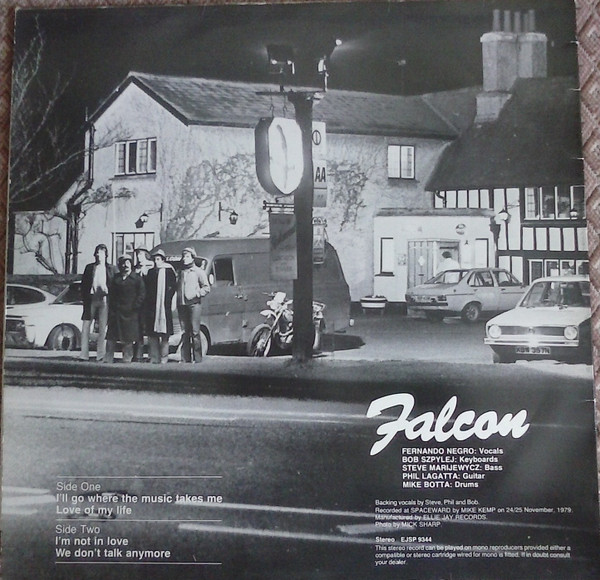 AA
Falcon
FERNANDO NEGRO: Vocals
BOB SZPYLEJ: Keyboards
STEVE MARIJEWYCZ: Bass
PHIL LAGATTA: Guitar
MIKE BOTTA: Drums
Backing vocals by Steve, Phil and Bob.
Recorded at SPACEWARD by MIKE KEMP on 24/25 November, 1979
Manufactured by ELLIE JAY RECORDS.
Photo by MICK SHARP
Stereo EJSP 9344
This stereo record can be played on mono reproducers provided either a
compatible or stereo cartridge wired for mono is fitted. If in doubt consult
your dealer.
Side One
I'll go where the music takes me
Love of my life
Side Two
I'm not in love
We don't talk anymore